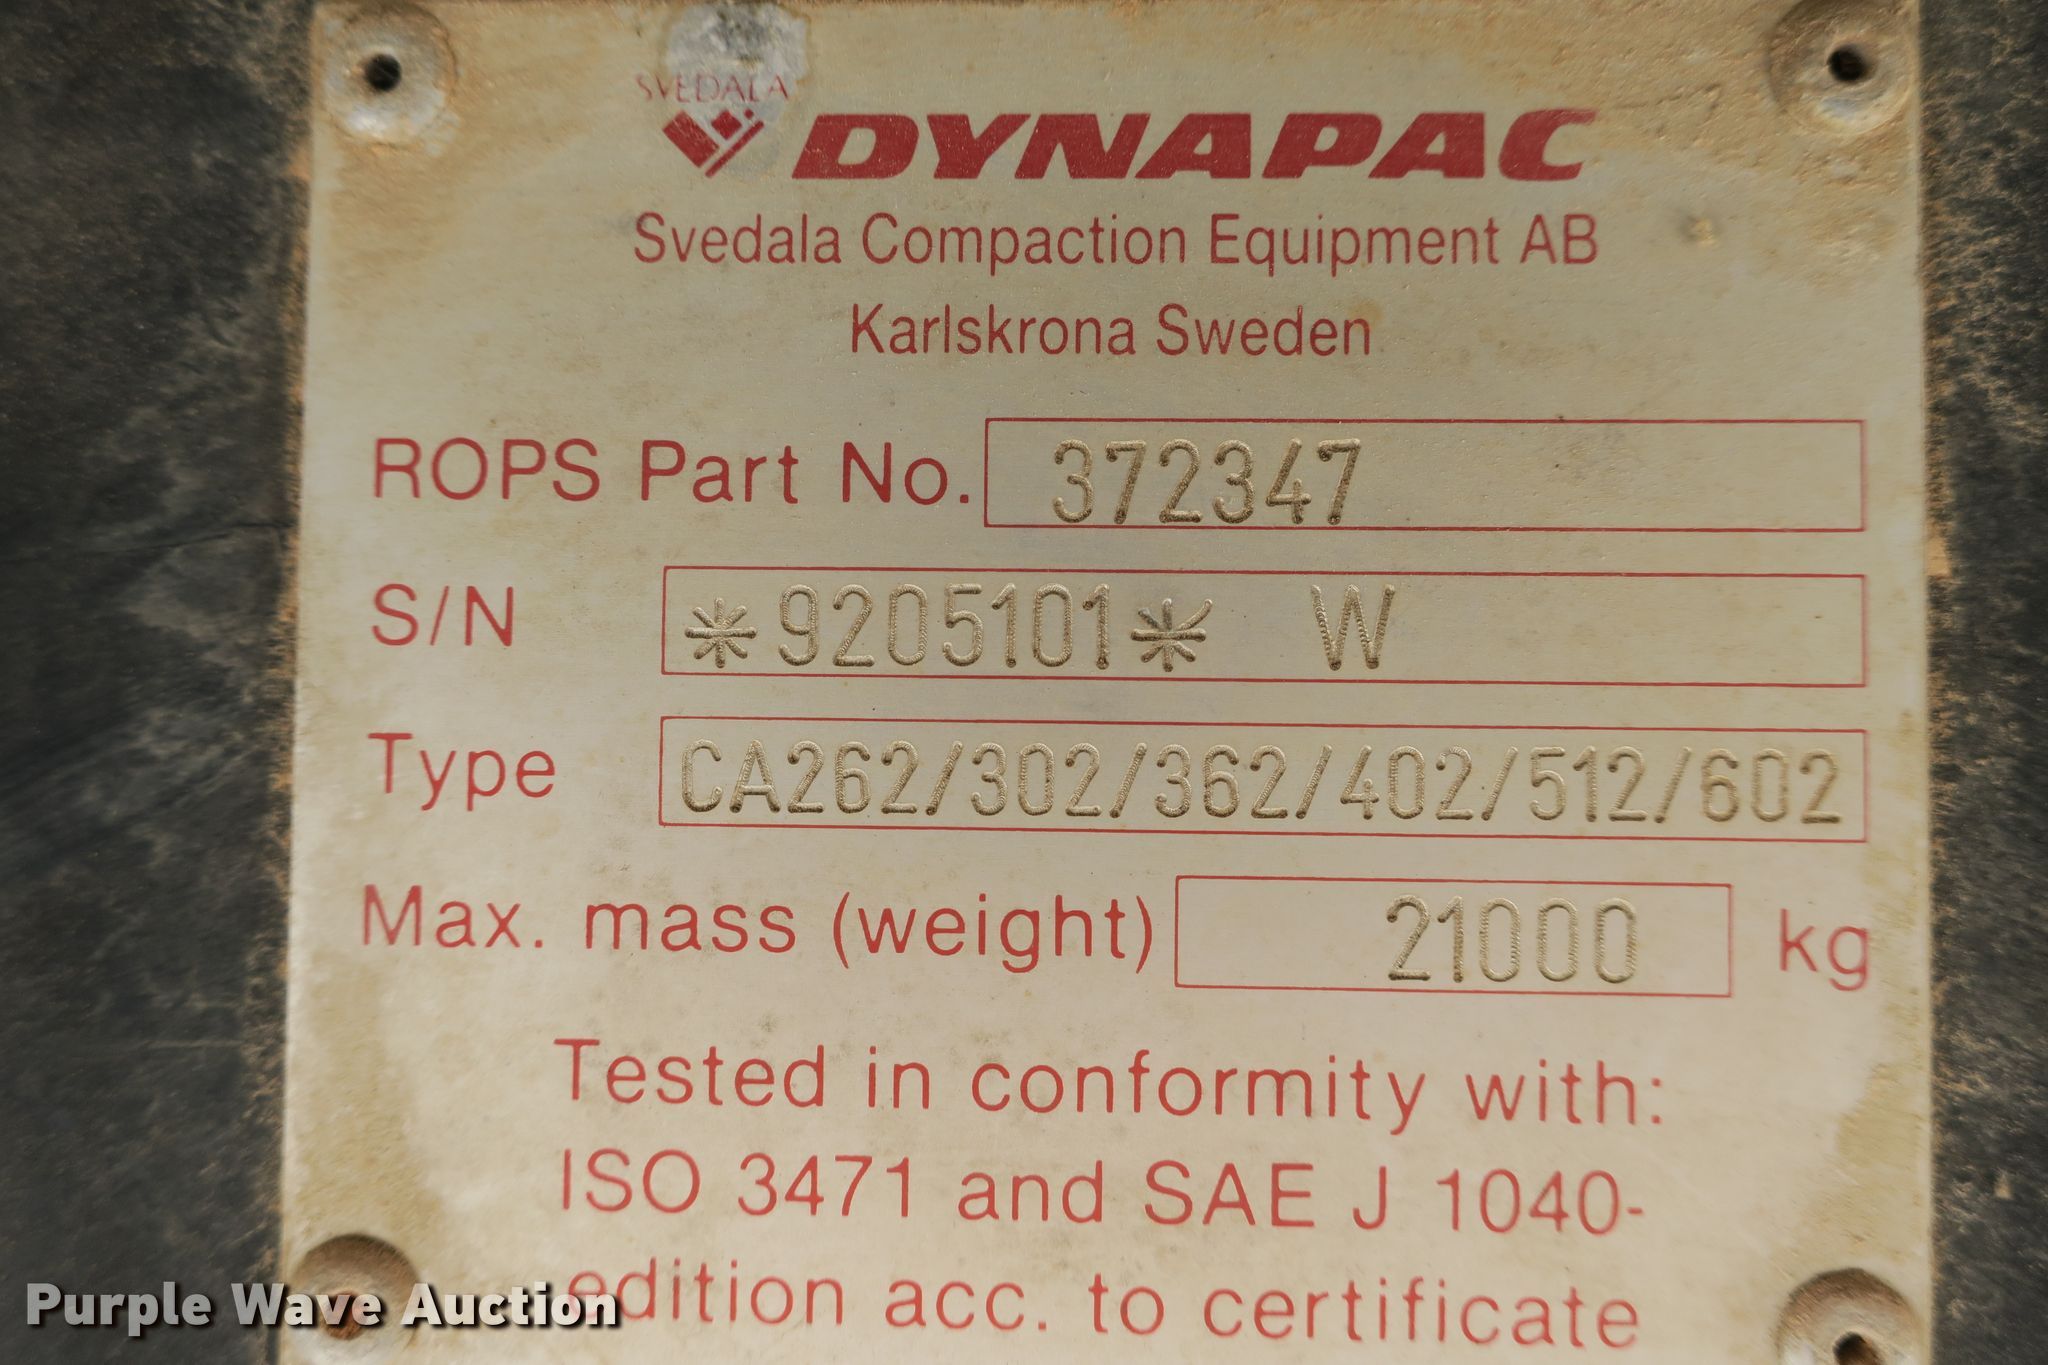 SVEDALA
DYNAPAC
Svedala Compaction Equipment AB
Karlskrona Sweden
ROPS Part No. 372347
S/N *9205101* W
Type CA262/302/362/402/512/602
Max. mass (weight) 21000 kg
Tested in conformity with:
ISO 3471 and SAE J 1040-
edition acc. to certificate
Purple Wave Auction